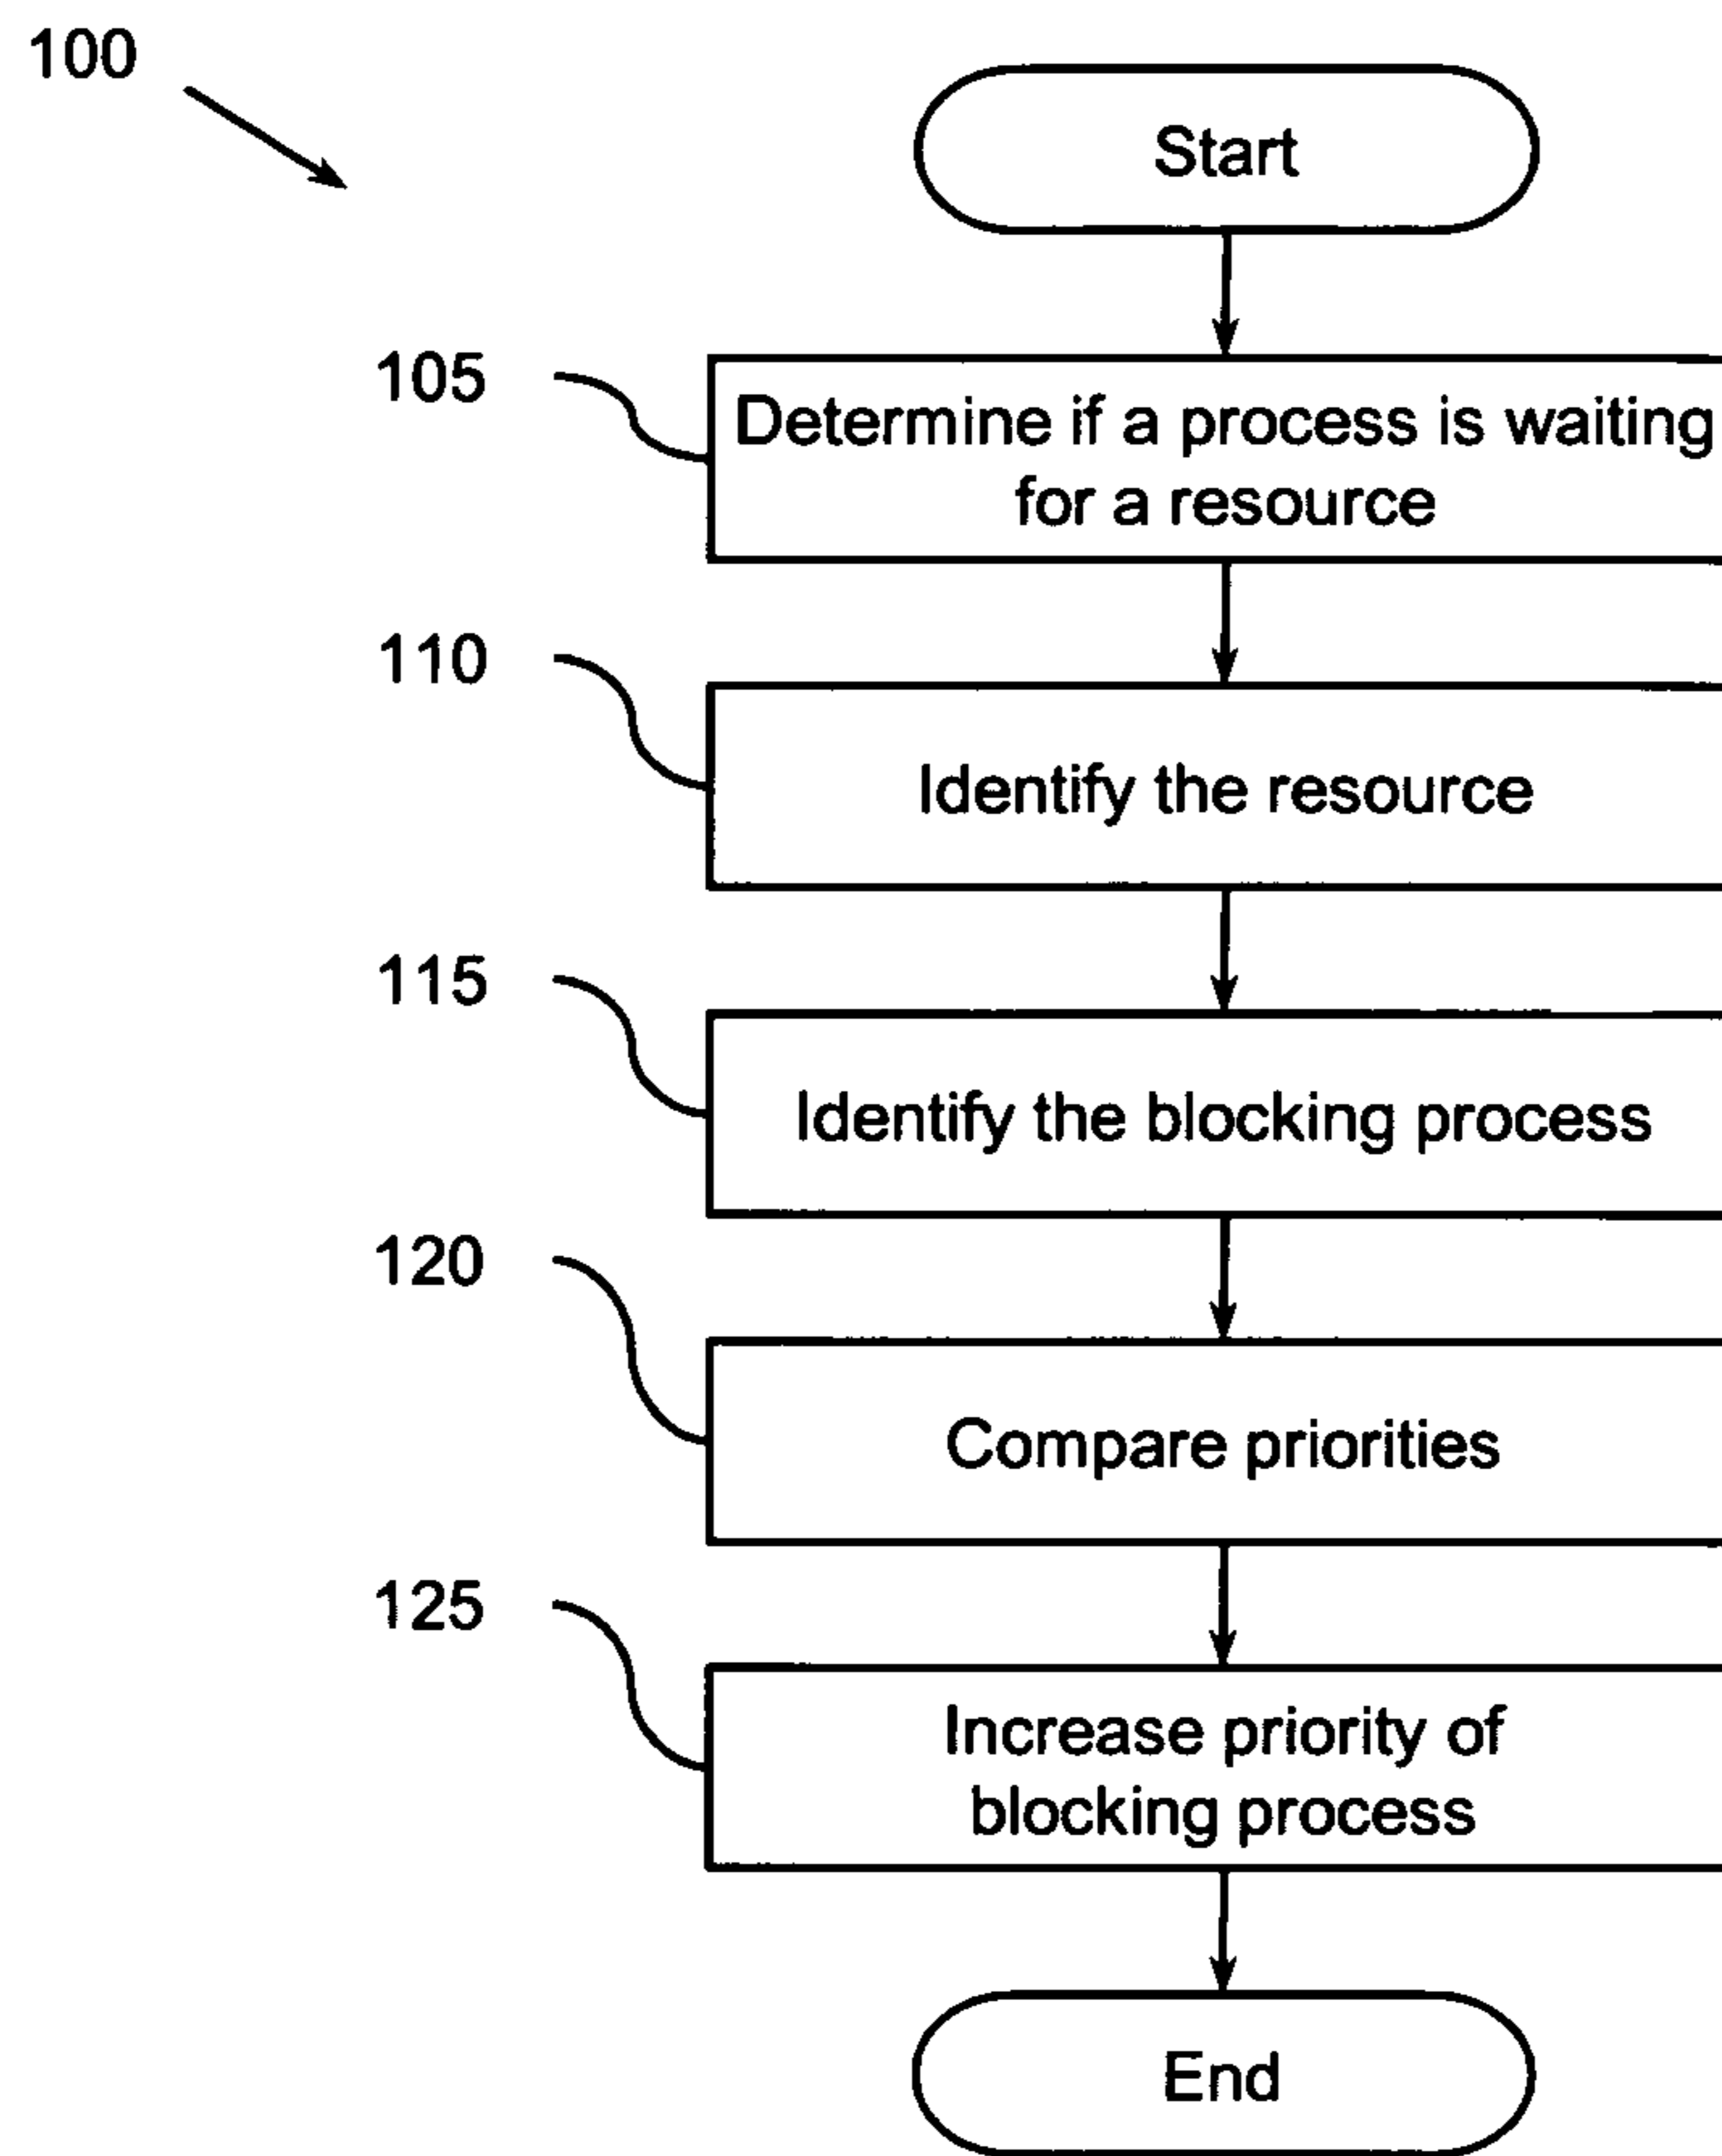 100
Start
105
Determine if a process is waiting
for a resource
110
Identify the resource
115
Identify the blocking process
120
Compare priorities
125
Increase priority of
blocking process
End